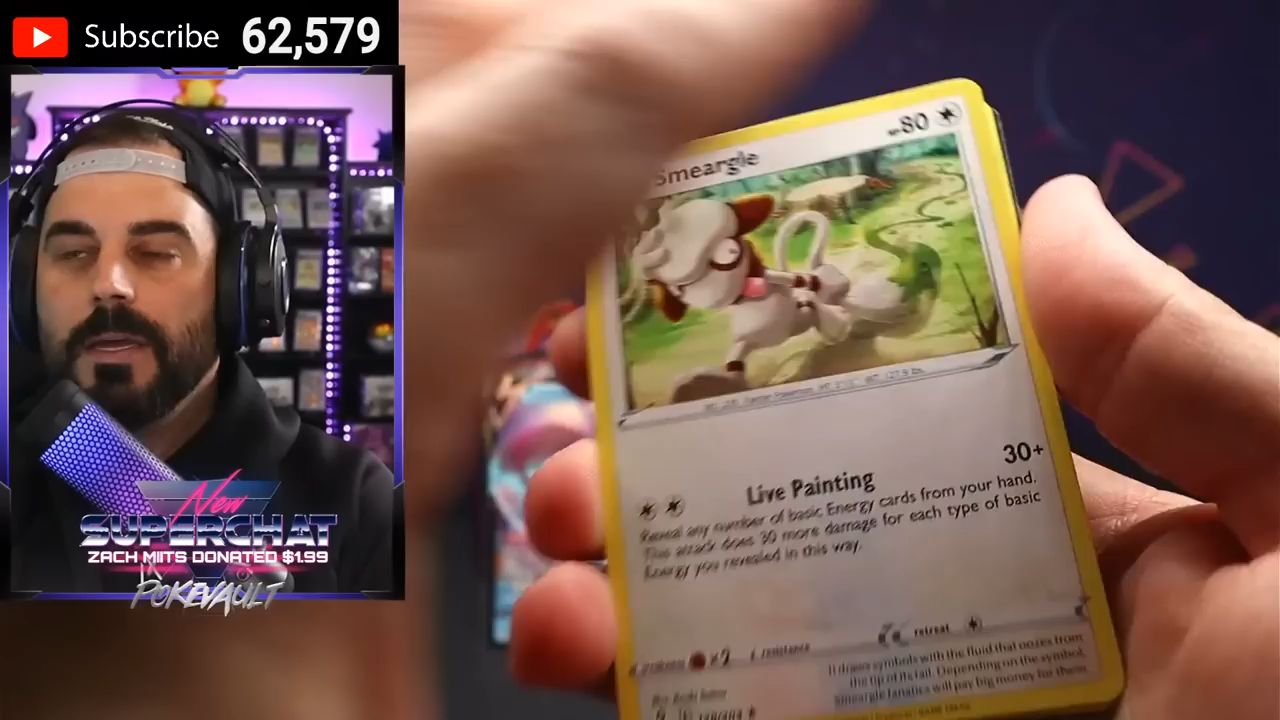 Subscribe 62,579
Smeargle
HP 80
30+
Live Painting
Reveal any number of basic Energy cards from your hand.
This attack does 30 more damage for each type of basic
Energy you revealed in this way.
x2 resistance
retreat
It draws symbols with the fluid that oozes from
the tip of its tail. Depending on the symbol,
Smeargle fanatics will pay big money for them.
New
SUPERCHAT
ZACH MIITS DONATED $1.99
POKEVAULT